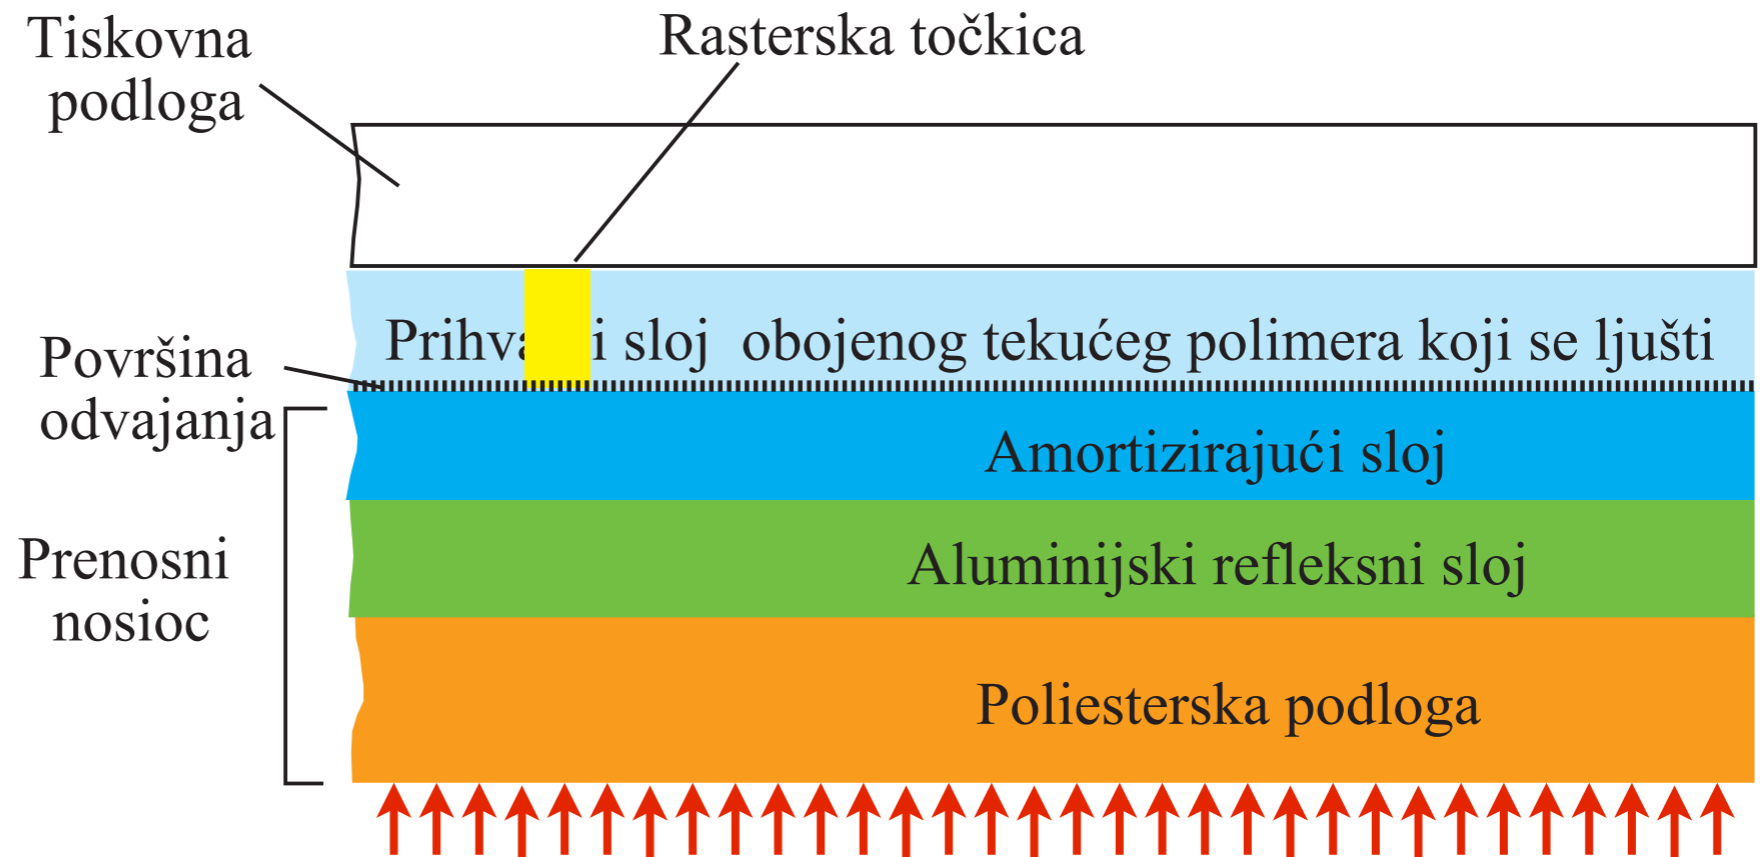 Tiskovna
podloga
Rasterska točkica
i sloj obojenog tekućeg polimera koji se ljušti
Površina
odvajanja
Amortizirajući sloj
Aluminijski refleksni sloj
Prenosni
nosioc
Poliesterska podloga